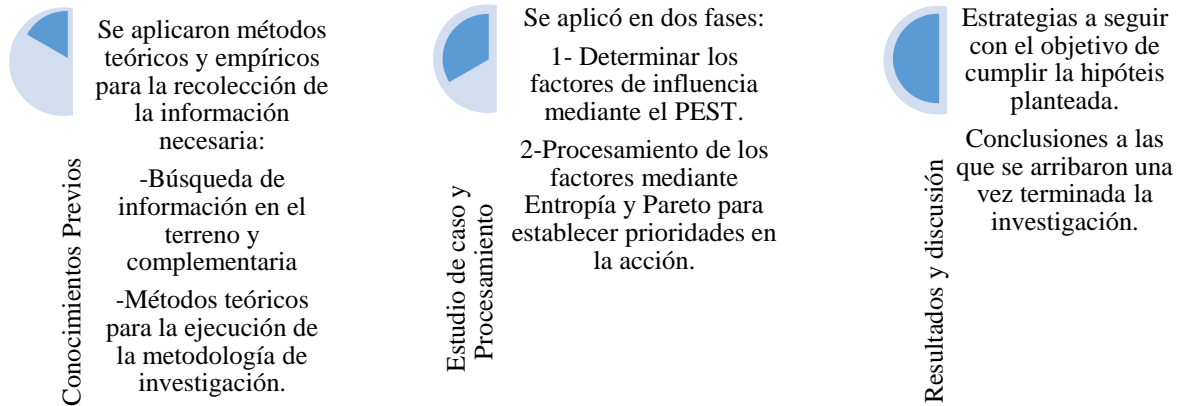 Conocimientos Previos
Se aplicaron métodos
teóricos y empíricos
para la recolección de
la información
necesaria:
-Búsqueda de
información en el
terreno y
complementaria
-Métodos teóricos
para la ejecución de
la metodología de
investigación.
Estudio de caso y
Procesamiento
Se aplicó en dos fases:
1- Determinar los
factores de influencia
mediante el PEST.
2-Procesamiento de los
factores mediante
Entropía y Pareto para
establecer prioridades en
la acción.
Resultados y discusión
Estrategias a seguir
con el objetivo de
cumplir la hipóteis
planteada.
Conclusiones a las
que se arribaron una
vez terminada la
investigación.